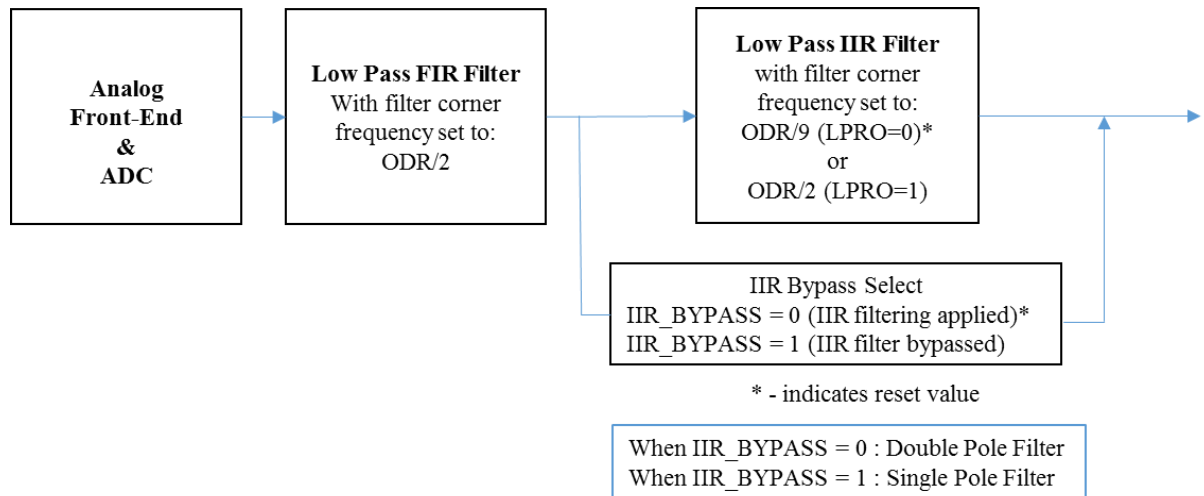 Analog
Front-End
&
ADC
Low Pass FIR Filter
With filter corner
frequency set to:
ODR/2
Low Pass IIR Filter
with filter corner
frequency set to:
ODR/9 (LPRO=0)*
or
ODR/2 (LPRO=1)
IIR Bypass Select
IIR_BYPASS = 0 (IIR filtering applied)*
IIR_BYPASS = 1 (IIR filter bypassed)
* - indicates reset value
When IIR_BYPASS = 0 : Double Pole Filter
When IIR_BYPASS = 1 : Single Pole Filter